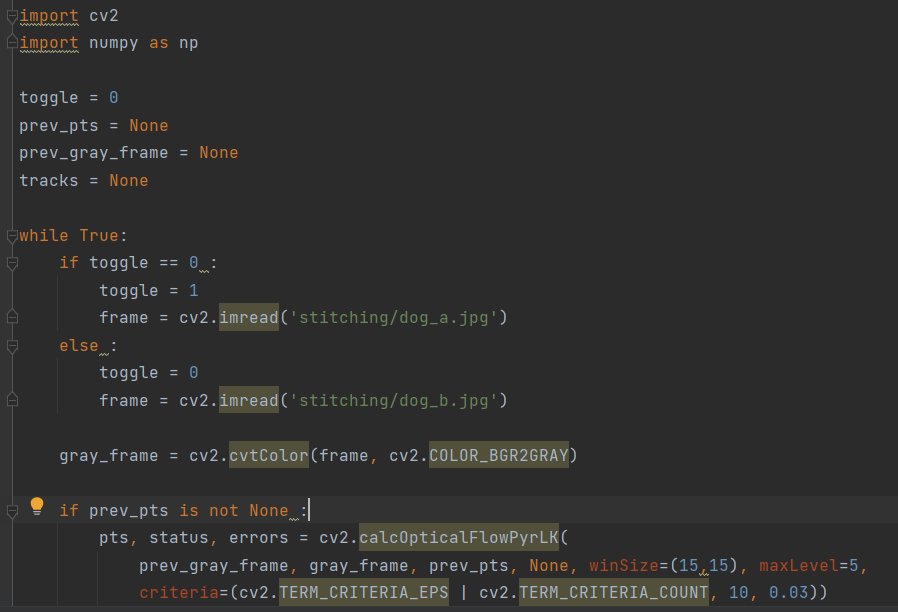 import cv2
import numpy as np
toggle = 0
prev_pts = None
prev_gray_frame = None
tracks = None
while True:
    if toggle == 0 :
        toggle = 1
        frame = cv2.imread('stitching/dog_a.jpg')
    else :
        toggle = 0
        frame = cv2.imread('stitching/dog_b.jpg')
    gray_frame = cv2.cvtColor(frame, cv2.COLOR_BGR2GRAY)
    if prev_pts is not None :
        pts, status, errors = cv2.calcOpticalFlowPyrLK(
            prev_gray_frame, gray_frame, prev_pts, None, winSize=(15,15), maxLevel=5,
            criteria=(cv2.TERM_CRITERIA_EPS | cv2.TERM_CRITERIA_COUNT, 10, 0.03))